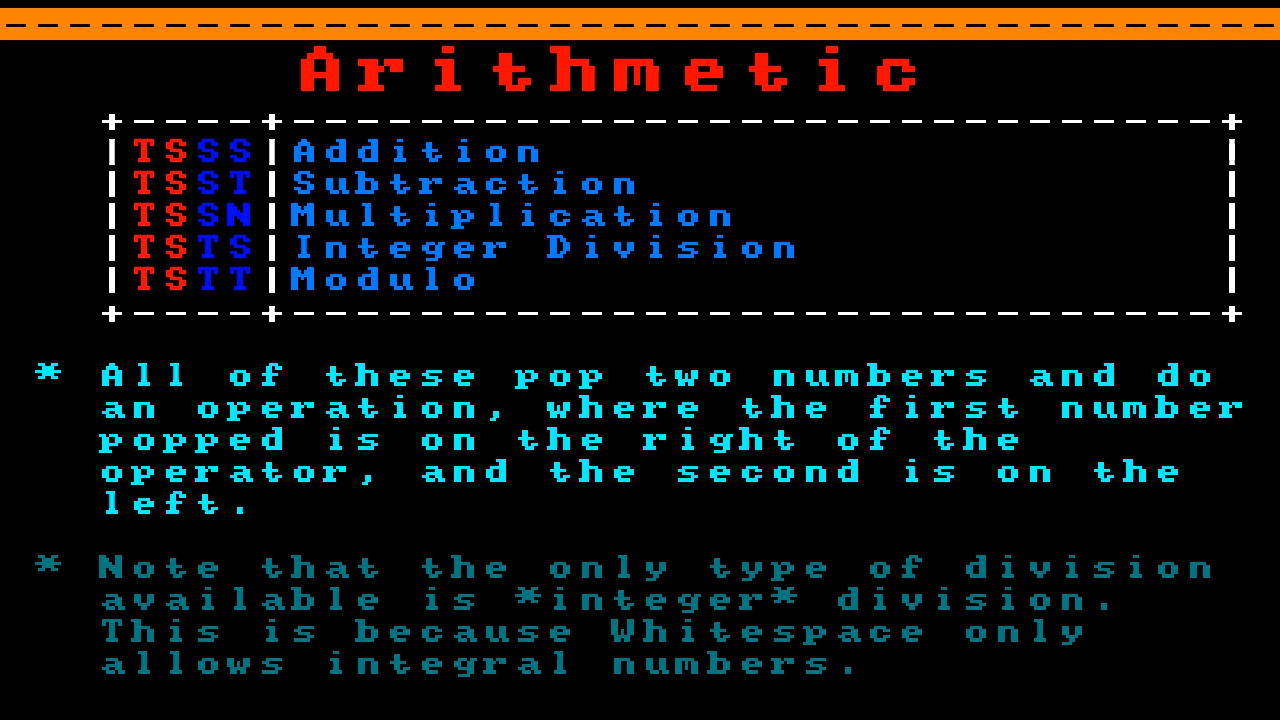 Arithmetic
+-----+-----------------------------+
|TSSS|Addition |
|TSST|Subtraction |
|TSSN|Multiplication |
|TSTS|Integer Division |
|TSTT|Modulo |
+-----+-----------------------------+
* All of these pop two numbers and do
an operation, where the first number
popped is on the right of the
operator, and the second is on the
left.
* Note that the only type of division
available is *integer* division.
This is because Whitespace only
allows integral numbers.